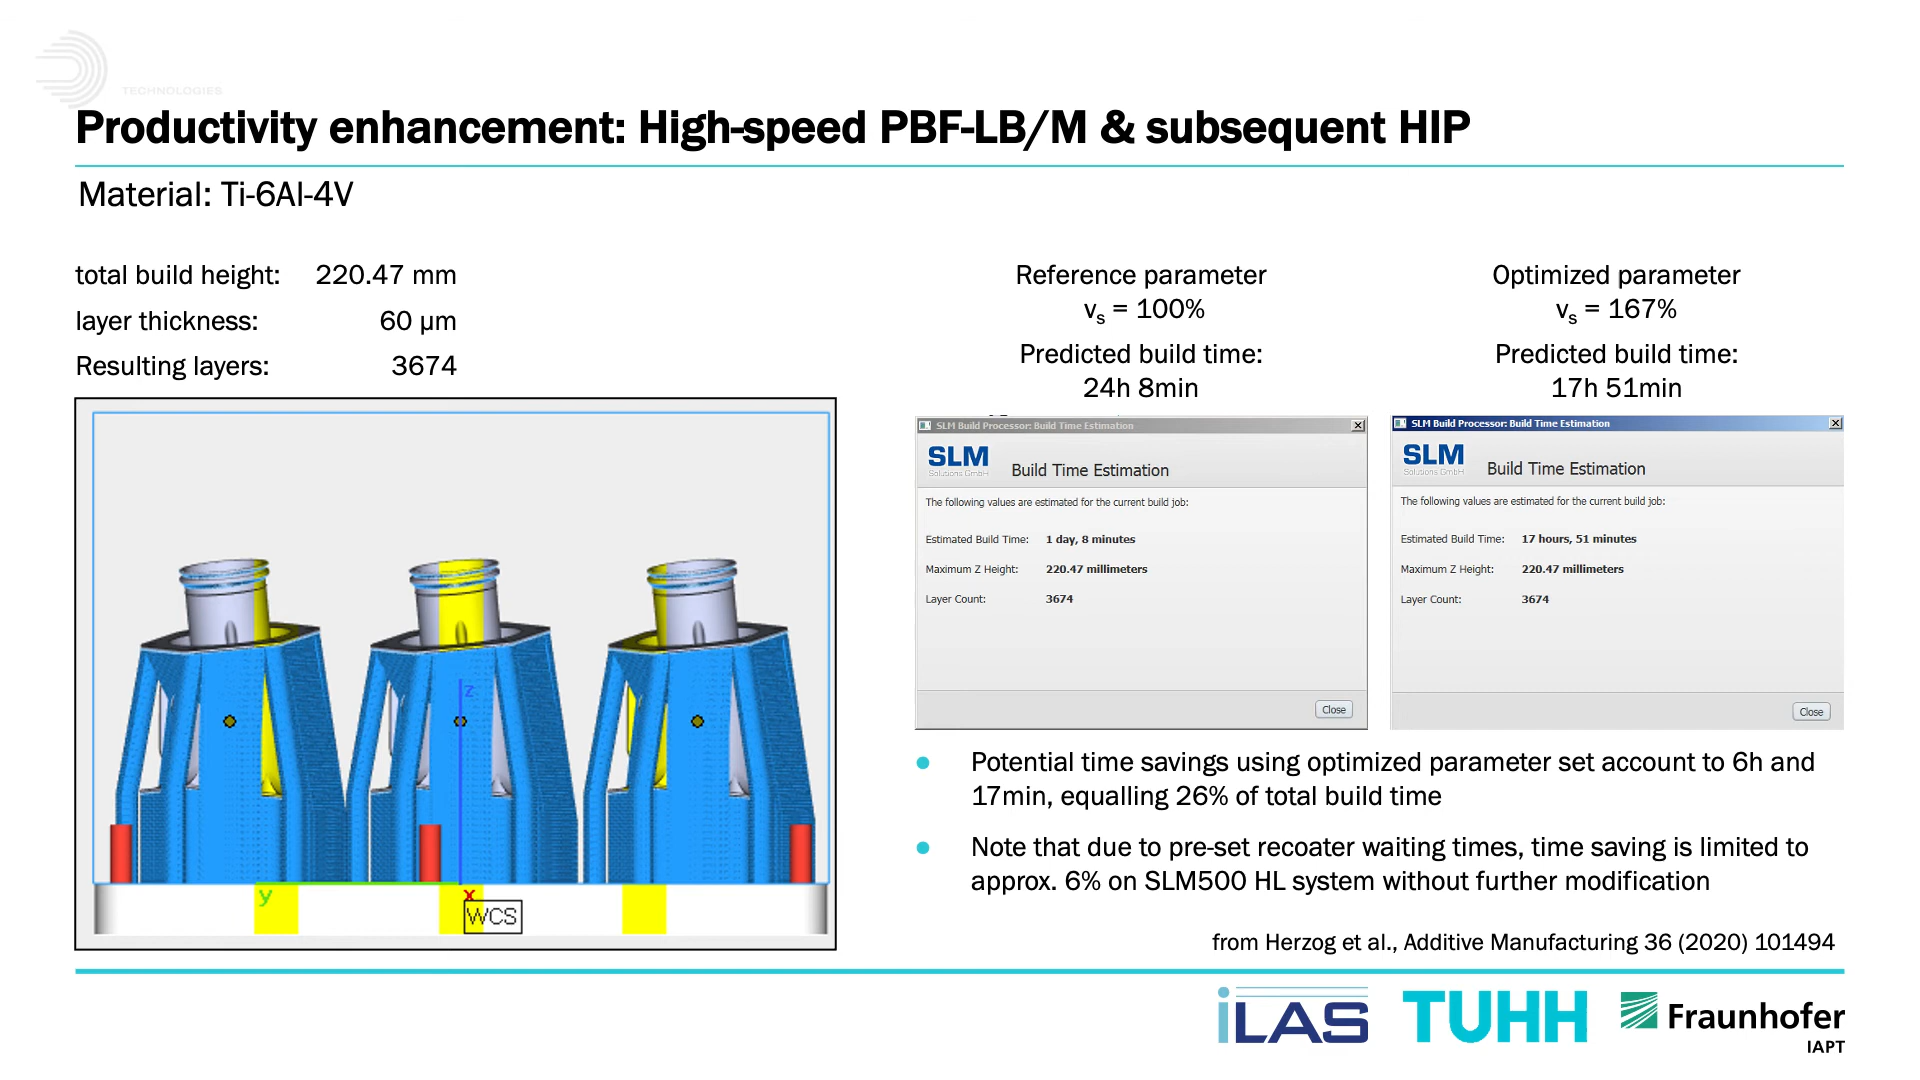 TECHNOLOGIES
Productivity enhancement: High-speed PBF-LB/M & subsequent HIP
Material: Ti-6Al-4V
total build height: 220.47 mm
layer thickness: 60 µm
Resulting layers: 3674
z
y
x
WCS
Reference parameter
vs = 100%
Predicted build time:
24h 8min
Optimized parameter
vs = 167%
Predicted build time:
17h 51min
SLM Build Processor: Build Time Estimation
SLM
Solutions GmbH
Build Time Estimation
The following values are estimated for the current build job:
Estimated Build Time: 1 day, 8 minutes
Maximum Z Height: 220.47 millimeters
Layer Count: 3674
Close
SLM Build Processor: Build Time Estimation
SLM
Solutions GmbH
Build Time Estimation
The following values are estimated for the current build job:
Estimated Build Time: 17 hours, 51 minutes
Maximum Z Height: 220.47 millimeters
Layer Count: 3674
Close
● Potential time savings using optimized parameter set account to 6h and
17min, equalling 26% of total build time
● Note that due to pre-set recoater waiting times, time saving is limited to
approx. 6% on SLM500 HL system without further modification
from Herzog et al., Additive Manufacturing 36 (2020) 101494
iLAS
TUHH
Fraunhofer
IAPT